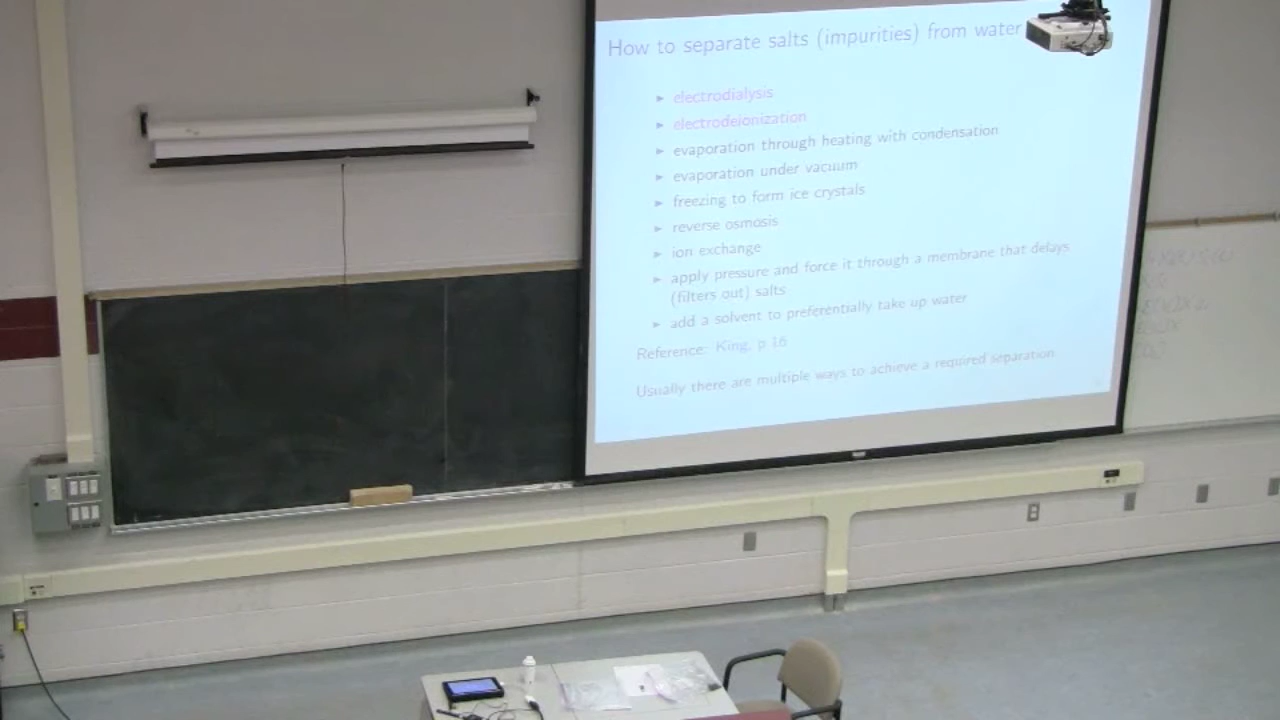 How to separate salts (impurities) from water
► electrodialysis
► electrodeionization
► evaporation through heating with condensation
► evaporation under vacuum
► freezing to form ice crystals
► reverse osmosis
► ion exchange
► apply pressure and force it through a membrane that delays
(filters out) salts
► add a solvent to preferentially take up water
Reference: King, p 16
Usually there are multiple ways to achieve a required separation